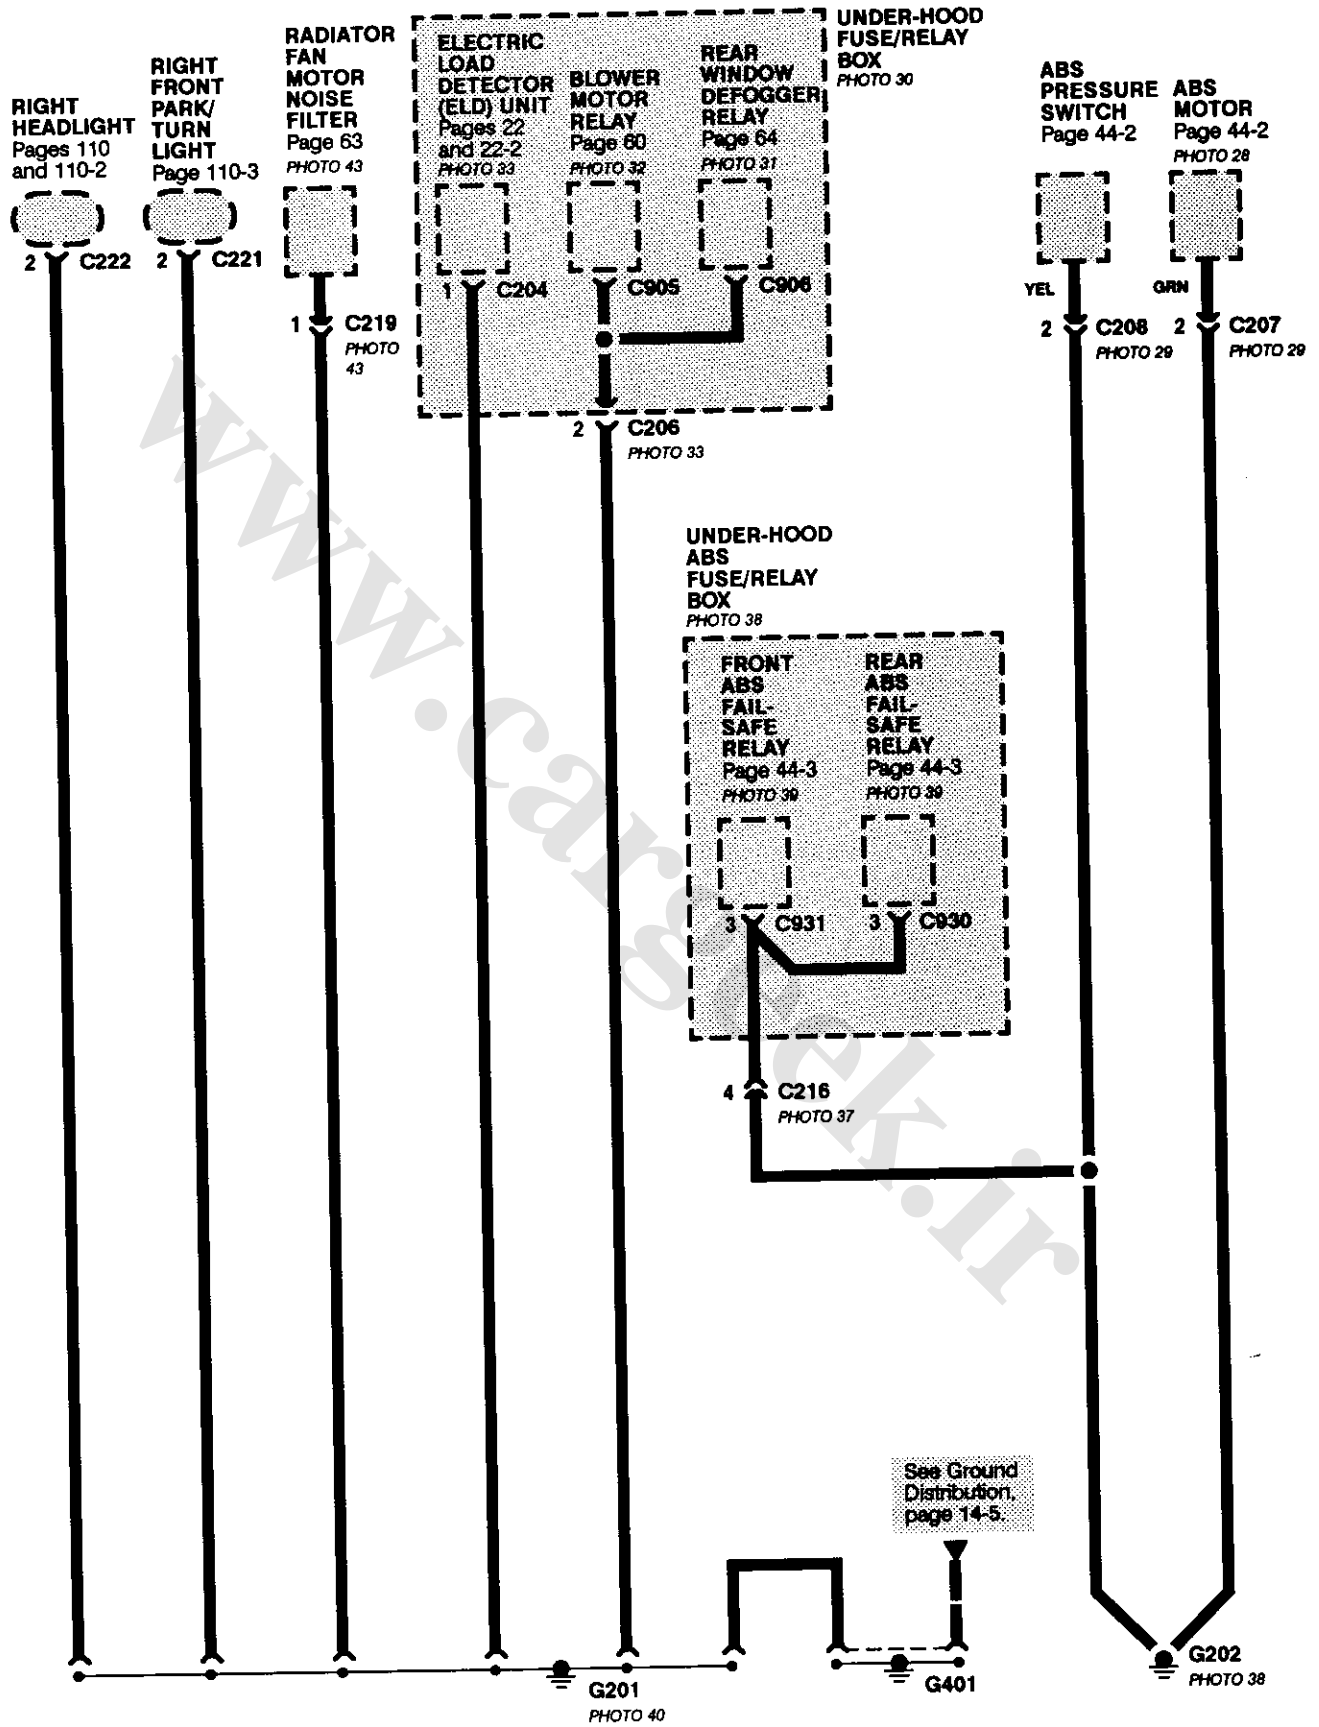 RIGHT
HEADLIGHT
Pages 110
and 110-2
2
C222
RIGHT
FRONT
PARK/
TURN
LIGHT
Page 110-3
2
C221
RADIATOR
FAN
MOTOR
NOISE
FILTER
Page 63
PHOTO 43
1
C219
PHOTO
43
UNDER-HOOD
FUSE/RELAY
BOX
PHOTO 30
ELECTRIC
LOAD
DETECTOR
(ELD) UNIT
Pages 22
and 22-2
PHOTO 33
1
C204
BLOWER
MOTOR
RELAY
Page 60
PHOTO 32
C905
REAR
WINDOW
DEFOGGER
RELAY
Page 64
PHOTO 31
C906
2
C206
PHOTO 33
ABS
PRESSURE
SWITCH
Page 44-2
YEL
2
C208
PHOTO 29
ABS
MOTOR
Page 44-2
PHOTO 28
GRN
2
C207
PHOTO 29
UNDER-HOOD
ABS
FUSE/RELAY
BOX
PHOTO 38
FRONT
ABS
FAIL-
SAFE
RELAY
Page 44-3
PHOTO 39
3
C931
REAR
ABS
FAIL-
SAFE
RELAY
Page 44-3
PHOTO 39
3
C930
4
C216
PHOTO 37
See Ground
Distribution,
page 14-5.
G201
PHOTO 40
G401
G202
PHOTO 38
www.cargeek.ir